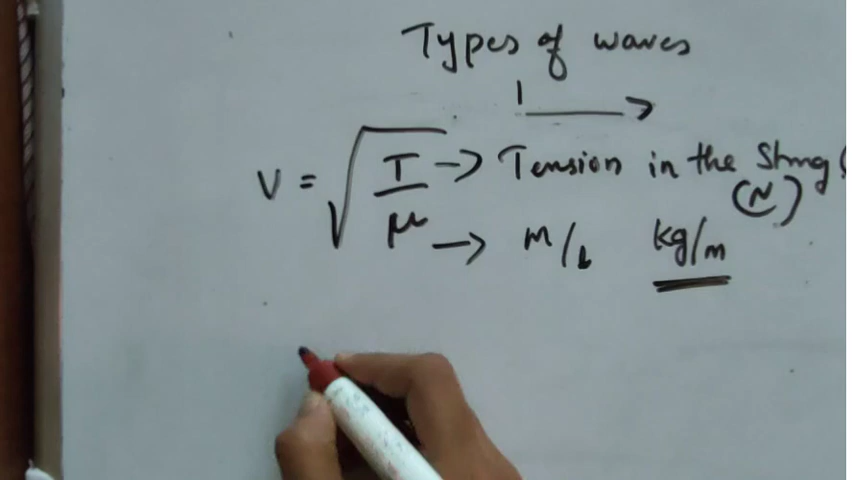 Types of waves
V = √T/μ → Tension in the String (N)
→ m/L kg/m